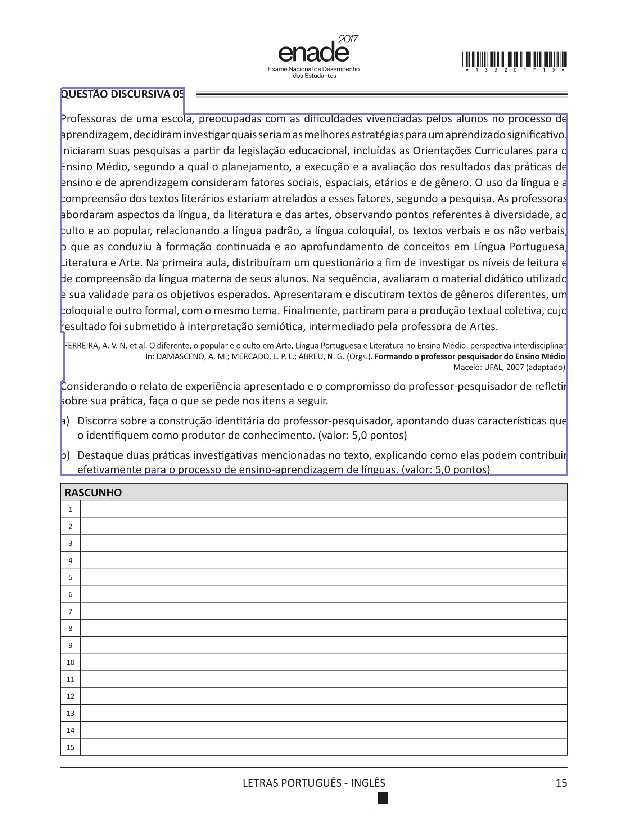 2017
enade
Exame Nacional de Desempenho
dos Estudantes
*R3320171 5*
QUESTÃO DISCURSIVA 05
Professoras de uma escola, preocupadas com as dificuldades vivenciadas pelos alunos no processo de
aprendizagem, decidiram investigar quais seriam as melhores estratégias para um aprendizado significativo.
Iniciaram suas pesquisas a partir da legislação educacional, incluídas as Orientações Curriculares para o
Ensino Médio, segundo a qual o planejamento, a execução e a avaliação dos resultados das práticas de
ensino e de aprendizagem consideram fatores sociais, espaciais, etários e de gênero. O uso da língua e a
compreensão dos textos literários estariam atrelados a esses fatores, segundo a pesquisa. As professoras
abordaram aspectos da língua, da literatura e das artes, observando pontos referentes à diversidade, ao
culto e ao popular, relacionando a língua padrão, a língua coloquial, os textos verbais e os não verbais,
o que as conduziu à formação continuada e ao aprofundamento de conceitos em Língua Portuguesa,
Literatura e Arte. Na primeira aula, distribuíram um questionário a fim de investigar os níveis de leitura e
de compreensão da língua materna de seus alunos. Na sequência, avaliaram o material didático utilizado
e sua validade para os objetivos esperados. Apresentaram e discutiram textos de gêneros diferentes, um
coloquial e outro formal, com o mesmo tema. Finalmente, partiram para a produção textual coletiva, cujo
resultado foi submetido à interpretação semiótica, intermediado pela professora de Artes.
FERREIRA, A. V. N. et al. O diferente, o popular e o culto em Arte, Língua Portuguesa e Literatura no Ensino Médio: perspectiva interdisciplinar.
In: DAMASCENO, A. M.; MERCADO, L. P. L.; ABREU, N. G. (Orgs.). Formando o professor pesquisador do Ensino Médio.
Maceió: UFAL, 2007 (adaptado).
Considerando o relato de experiência apresentado e o compromisso do professor-pesquisador de refletir
sobre sua prática, faça o que se pede nos itens a seguir.
a) Discorra sobre a construção identitária do professor-pesquisador, apontando duas características que
o identifiquem como produtor de conhecimento. (valor: 5,0 pontos)
b) Destaque duas práticas investigativas mencionadas no texto, explicando como elas podem contribuir
efetivamente para o processo de ensino-aprendizagem de línguas. (valor: 5,0 pontos)
RASCUNHO
1
2
3
4
5
6
7
8
9
10
11
12
13
14
15
LETRAS PORTUGUÊS - INGLÊS 15